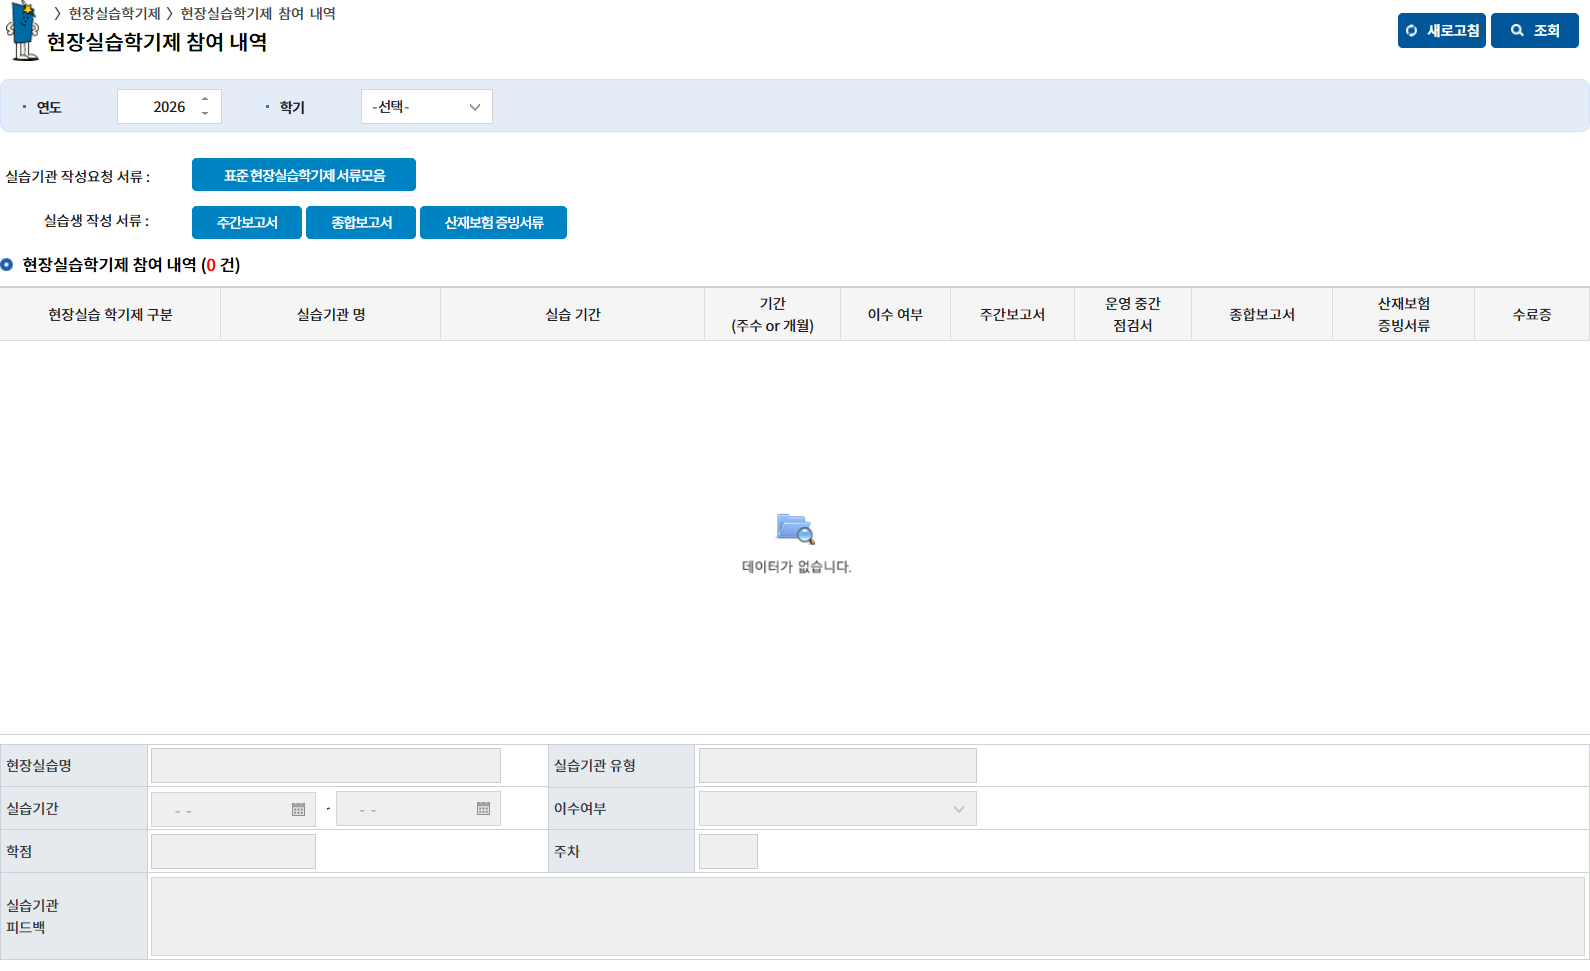 〉 현장실습학기제 〉 현장실습학기제 참여 내역
현장실습학기제 참여 내역
새로고침
조회
· 연도
2026
· 학기
-선택-
실습기관 작성요청 서류 :
표준 현장실습학기제 서류모음
실습생 작성 서류 :
주간보고서
종합보고서
산재보험 증빙서류
현장실습학기제 참여 내역 (0 건)
현장실습 학기제 구분
실습기관 명
실습 기간
기간
(주수 or 개월)
이수 여부
주간보고서
운영 중간
점검서
종합보고서
산재보험
증빙서류
수료증
데이터가 없습니다.
현장실습명
실습기관 유형
실습기간
- -
-
- -
이수여부
학점
주차
실습기관
피드백